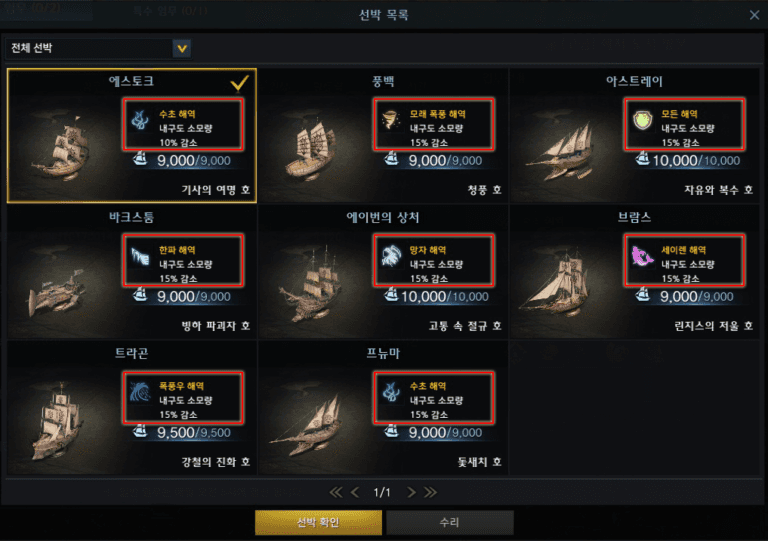 특수 임무 (0/1)
선박 목록
전체 선박
에스토크
수초 해역
내구도 소모량
10% 감소
9,000/9,000
기사의 여명 호
풍백
모래 폭풍 해역
내구도 소모량
15% 감소
9,000/9,000
청풍 호
아스트레이
모든 해역
내구도 소모량
15% 감소
10,000/10,000
자유와 복수 호
바크스툼
한파 해역
내구도 소모량
15% 감소
9,000/9,000
빙하 파괴자 호
에이번의 상처
망자 해역
내구도 소모량
15% 감소
10,000/10,000
고통 속 절규 호
브람스
세이렌 해역
내구도 소모량
15% 감소
9,000/9,000
린지스의 저울 호
트라곤
폭풍우 해역
내구도 소모량
15% 감소
9,500/9,500
강철의 진화 호
프뉴마
수초 해역
내구도 소모량
15% 감소
9,000/9,000
돛새치 호
1/1
선박 확인
수리